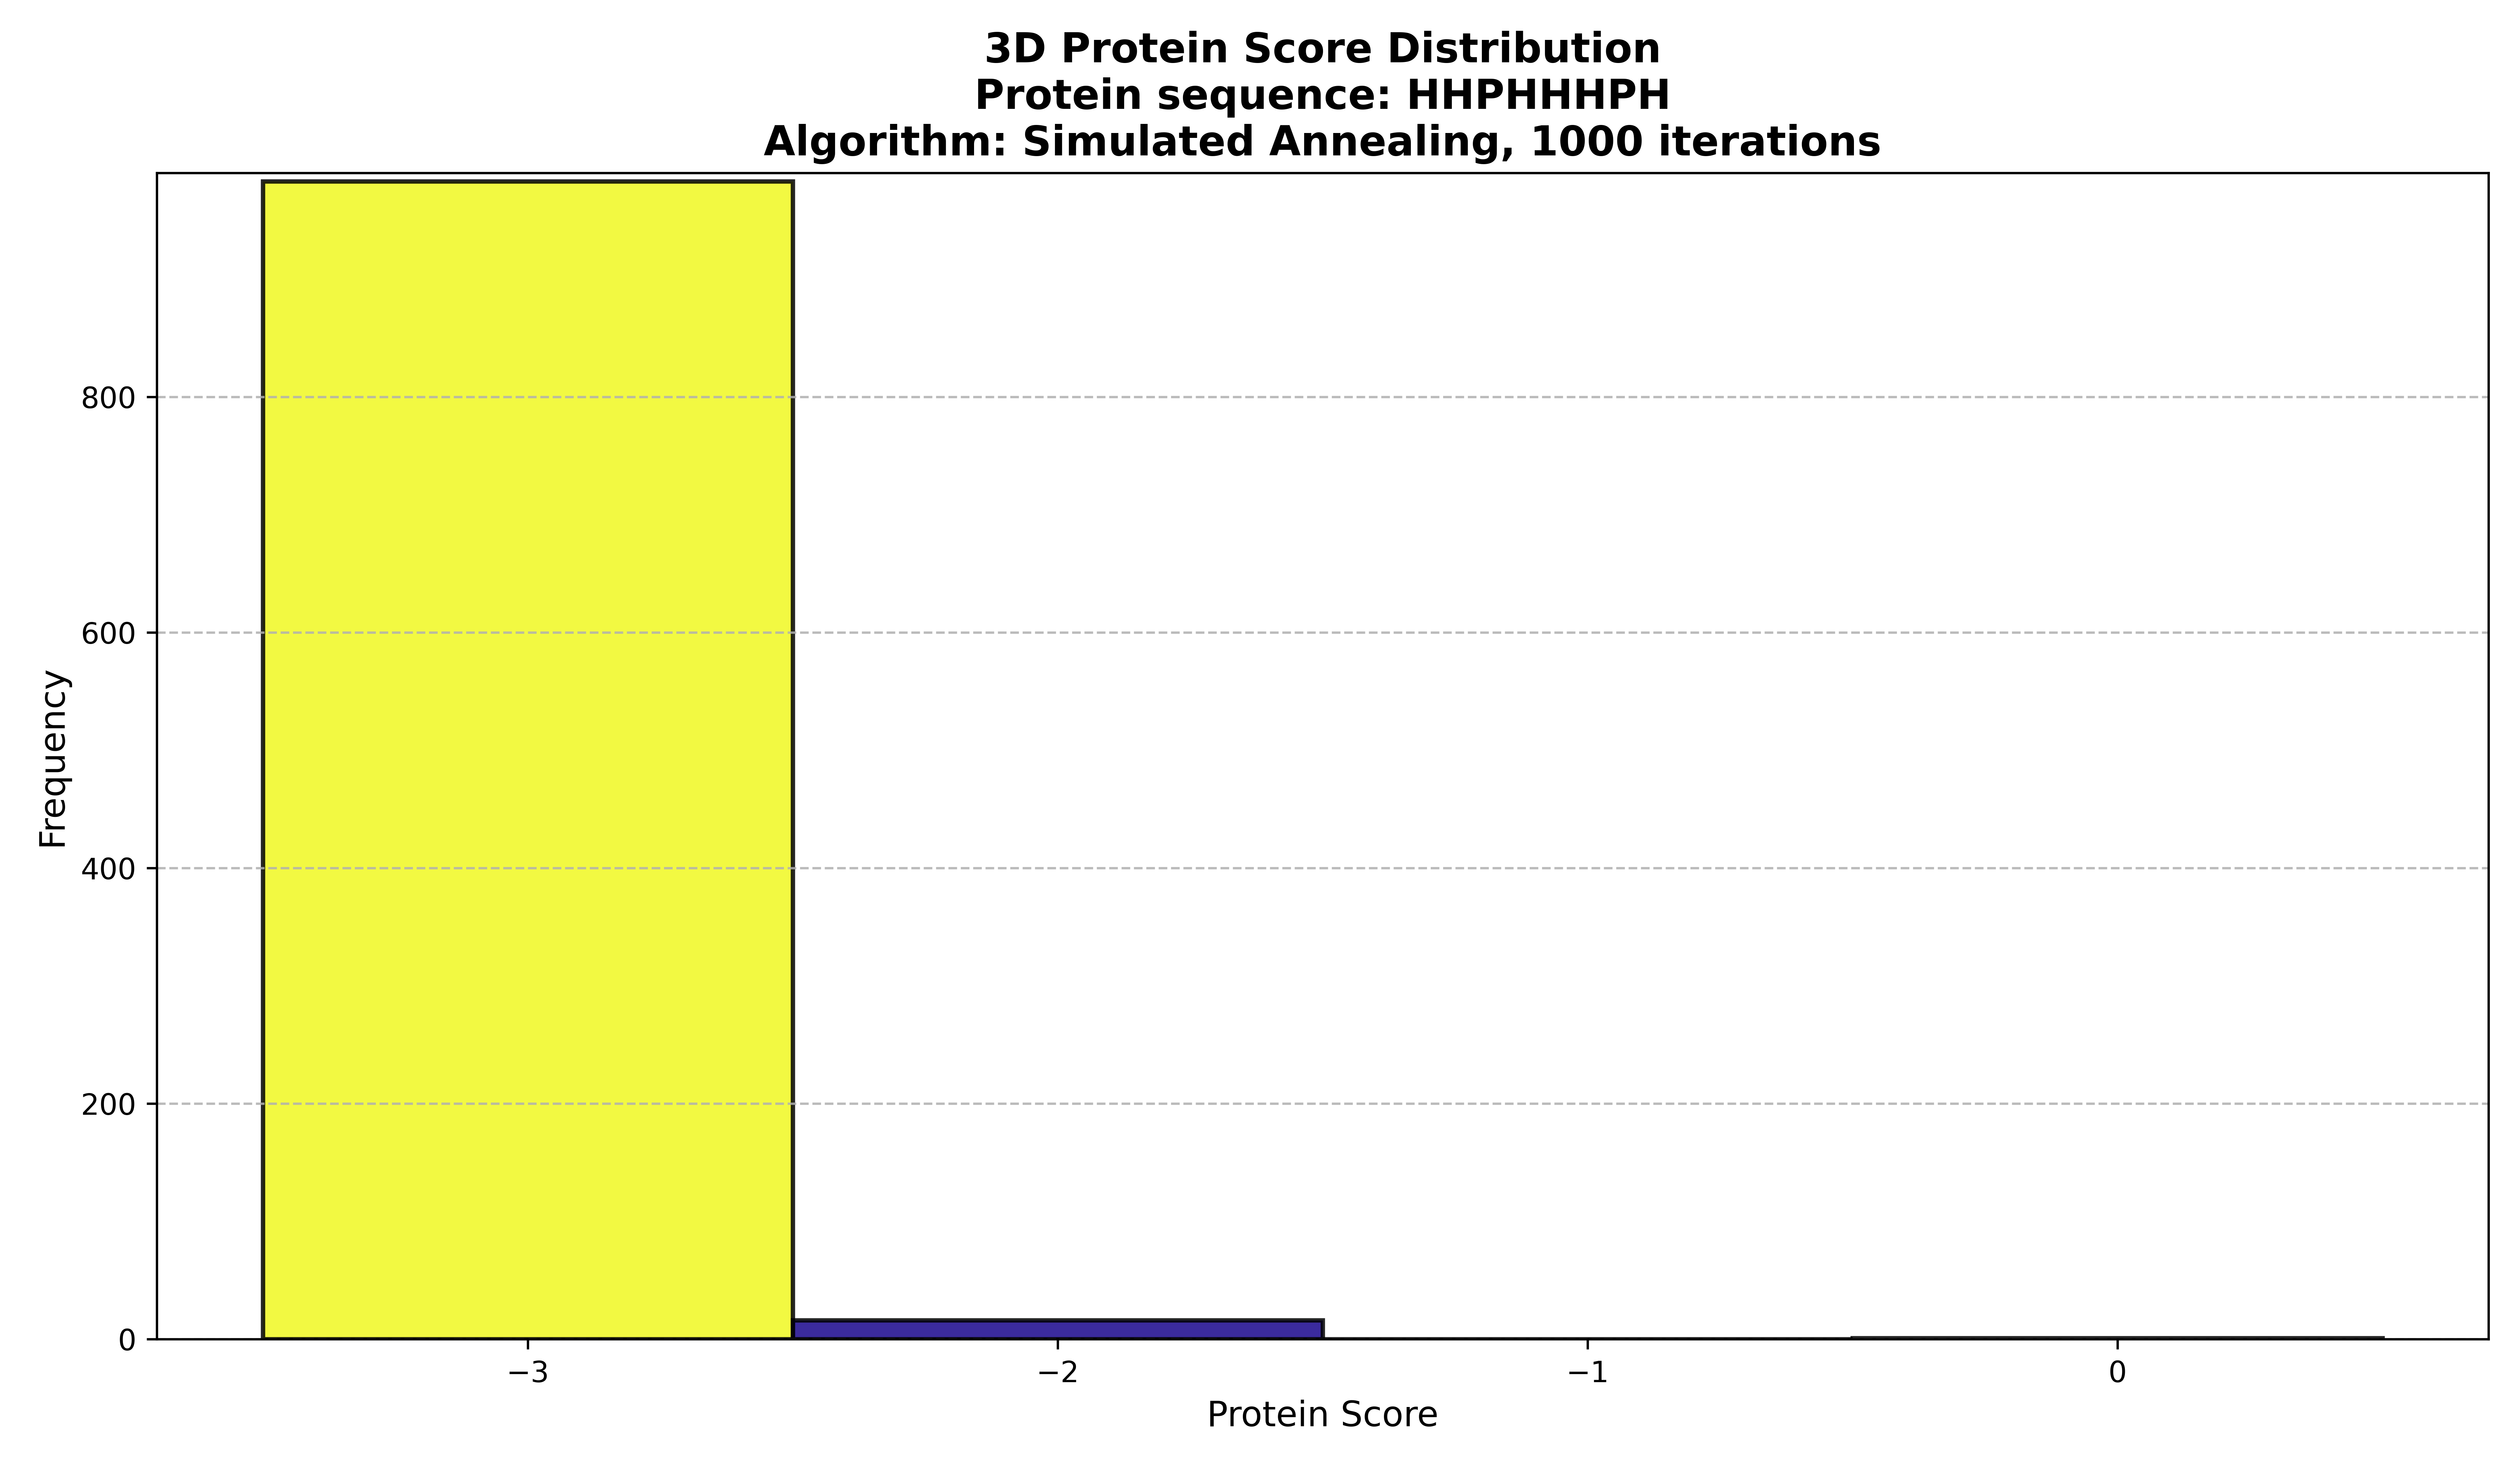 3D Protein Score Distribution
Protein sequence: HHPHHHPH
Algorithm: Simulated Annealing, 1000 iterations
Frequency
800
600
400
200
0
−3
−2
−1
0
Protein Score